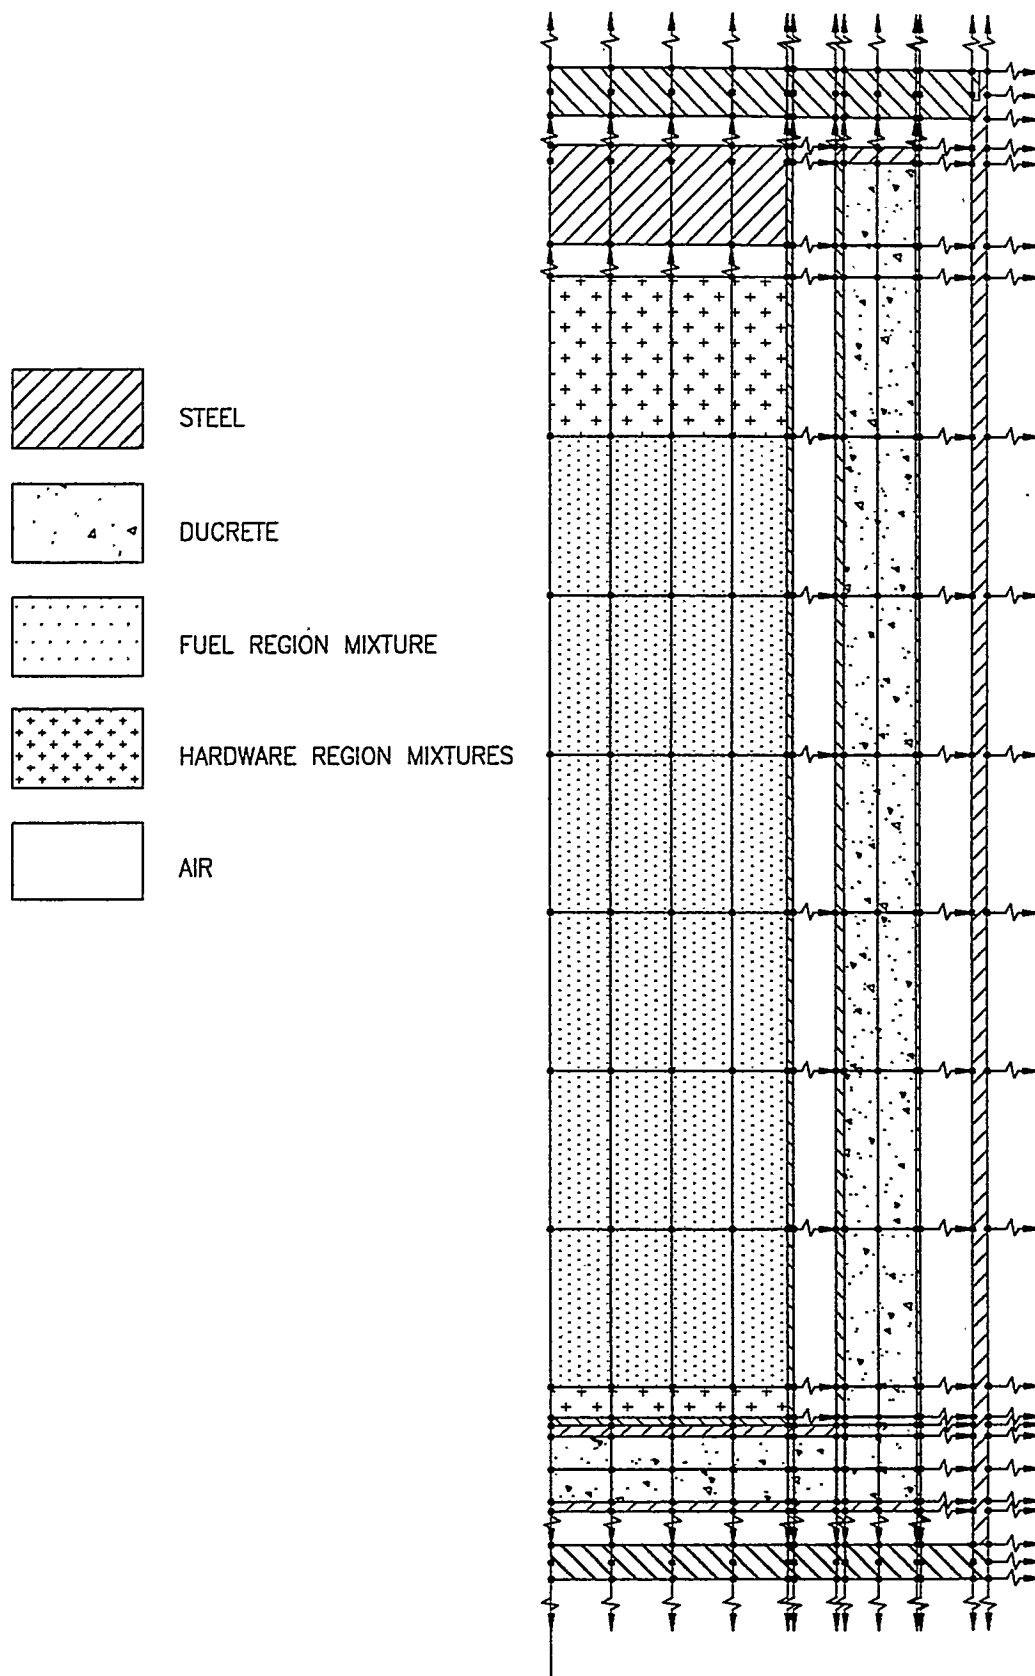 STEEL
DUCRETE
FUEL REGION MIXTURE
HARDWARE REGION MIXTURES
AIR